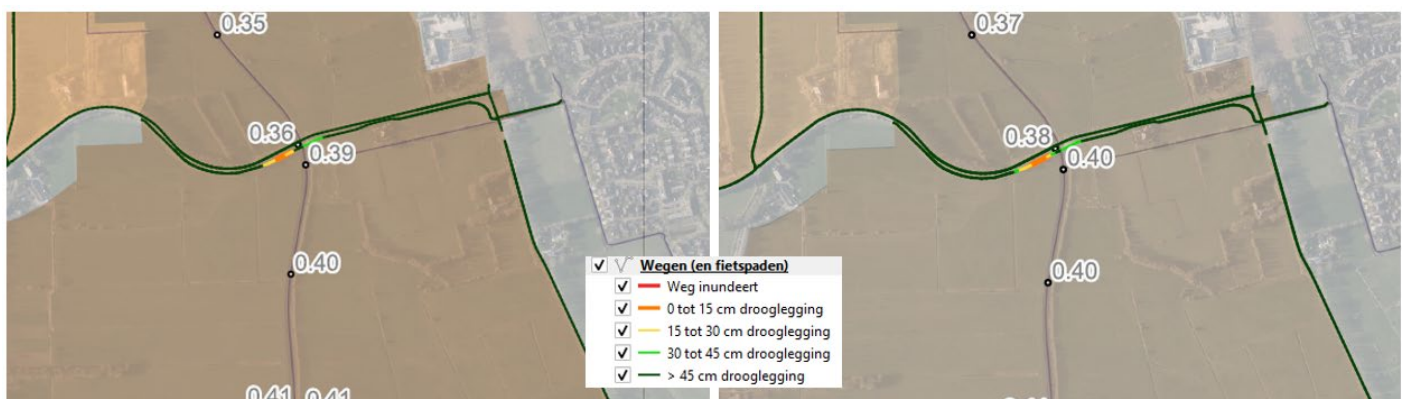 0.35
0.36
0.39
0.40
0.41 0.41
0.37
0.38
0.40
0.40
Wegen (en fietspaden)
Weg inundeert
0 tot 15 cm drooglegging
15 tot 30 cm drooglegging
30 tot 45 cm drooglegging
> 45 cm drooglegging